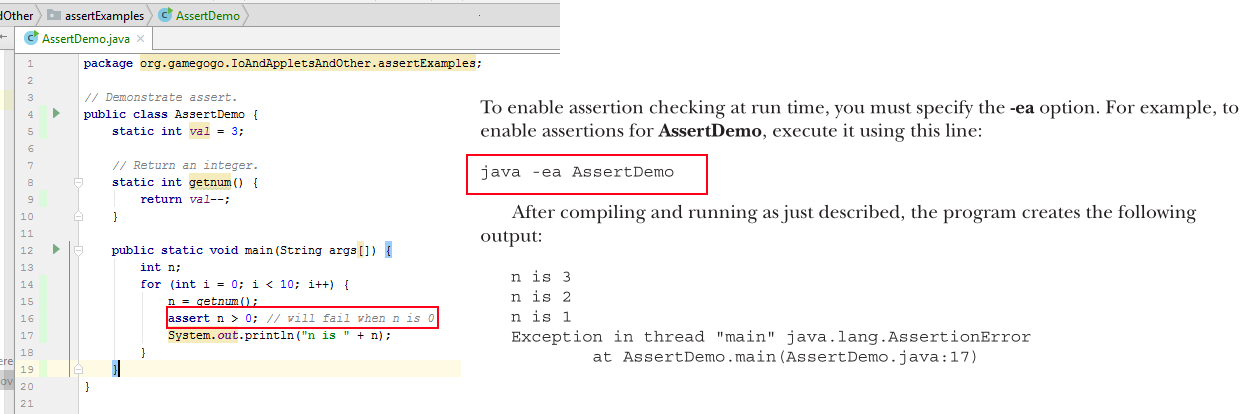 dOther assertExamples AssertDemo
AssertDemo.java
1 package org.gamegogo.IoAndAppletsAndOther.assertExamples;
2
3 // Demonstrate assert.
4 public class AssertDemo {
5 static int val = 3;
6
7 // Return an integer.
8 static int getnum() {
9 return val--;
10 }
11
12 public static void main(String args[]) {
13 int n;
14 for (int i = 0; i < 10; i++) {
15 n = getnum();
16 assert n > 0; // will fail when n is 0
17 System.out.println("n is " + n);
18 }
19 }
20 }
21
To enable assertion checking at run time, you must specify the -ea option. For example, to
enable assertions for AssertDemo, execute it using this line:
java -ea AssertDemo
After compiling and running as just described, the program creates the following
output:
n is 3
n is 2
n is 1
Exception in thread "main" java.lang.AssertionError
at AssertDemo.main(AssertDemo.java:17)